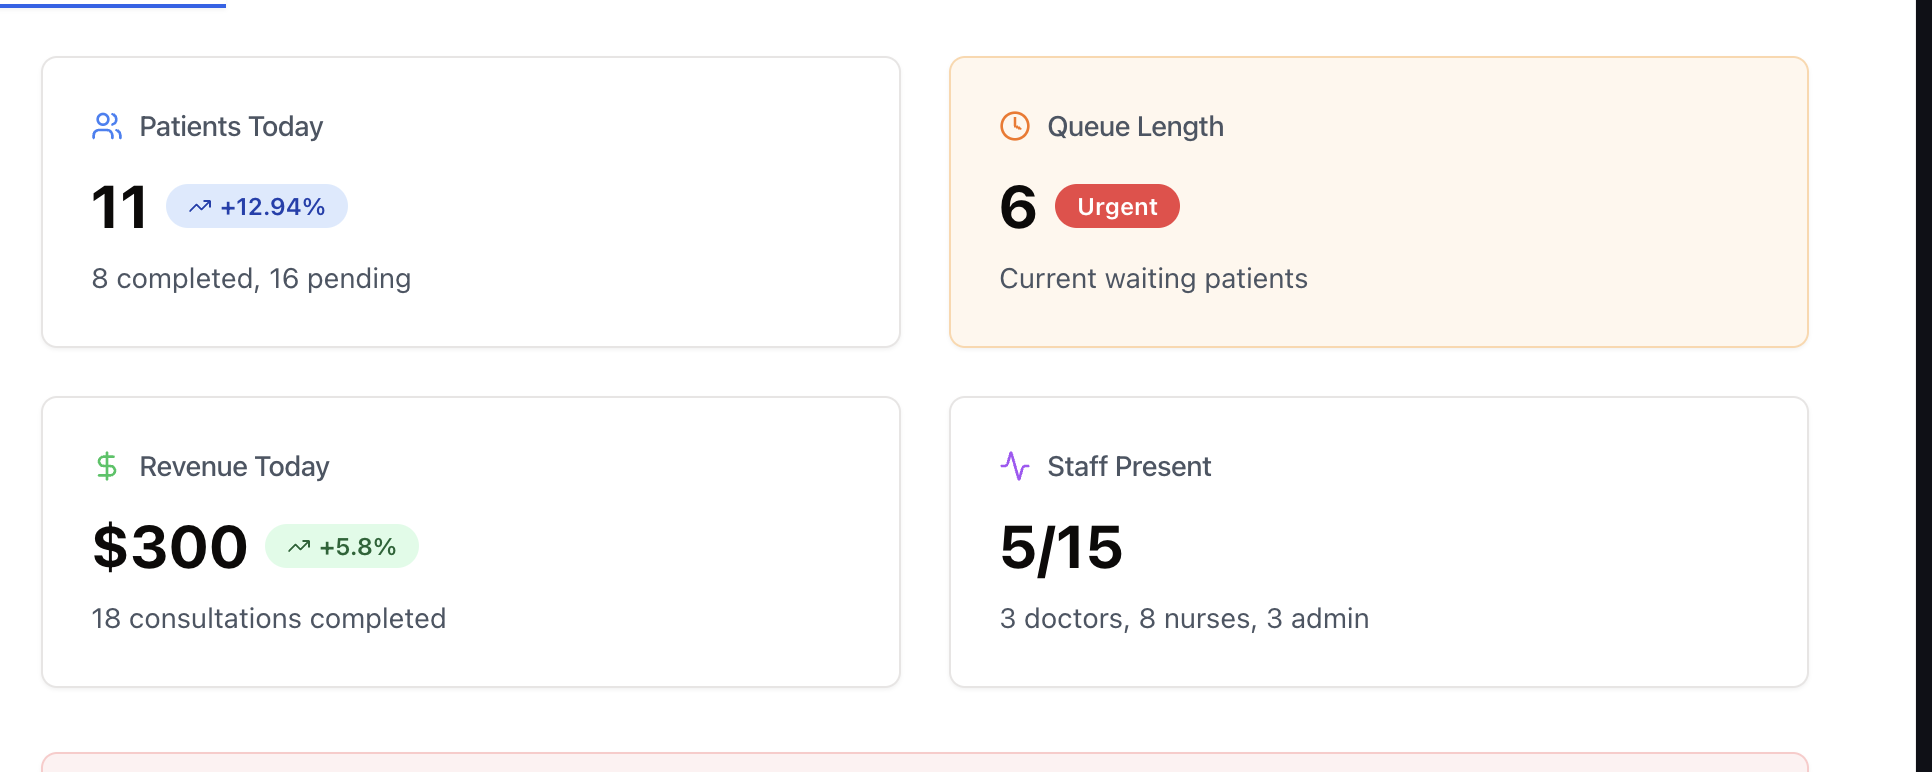 Patients Today
11 +12.94%
8 completed, 16 pending
Queue Length
6 Urgent
Current waiting patients
Revenue Today
$300 +5.8%
18 consultations completed
Staff Present
5/15
3 doctors, 8 nurses, 3 admin